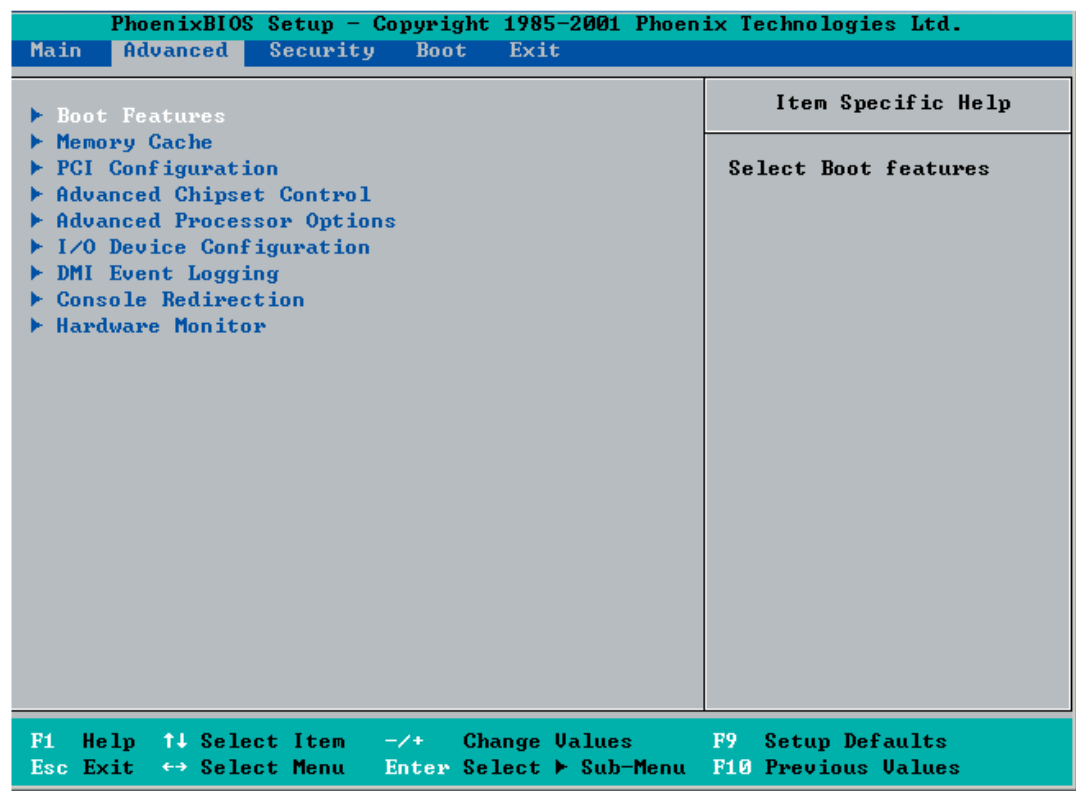 PhoenixBIOS Setup – Copyright 1985-2001 Phoenix Technologies Ltd.
Main Advanced Security Boot Exit
Item Specific Help
Select Boot features
▶ Boot Features
▶ Memory Cache
▶ PCI Configuration
▶ Advanced Chipset Control
▶ Advanced Processor Options
▶ I/O Device Configuration
▶ DMI Event Logging
▶ Console Redirection
▶ Hardware Monitor
F1 Help ↑↓ Select Item -/+ Change Values F9 Setup Defaults
Esc Exit ↔ Select Menu Enter Select ▶ Sub-Menu F10 Previous Values